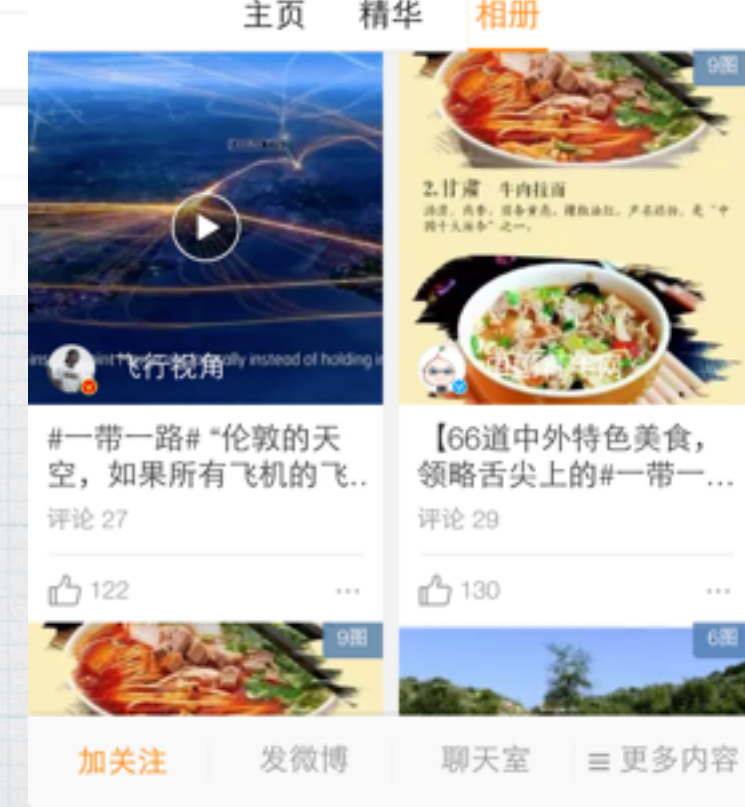 主页 精华 相册
9图
2.甘肃 牛肉拉面
飞行视角
ally instead of holding i
#一带一路# “伦敦的天
空，如果所有飞机的飞..
评论 27
122
【66道中外特色美食，
领略舌尖上的#一带一...
评论 29
130
9图
6图
加关注 发微博 聊天室 更多内容